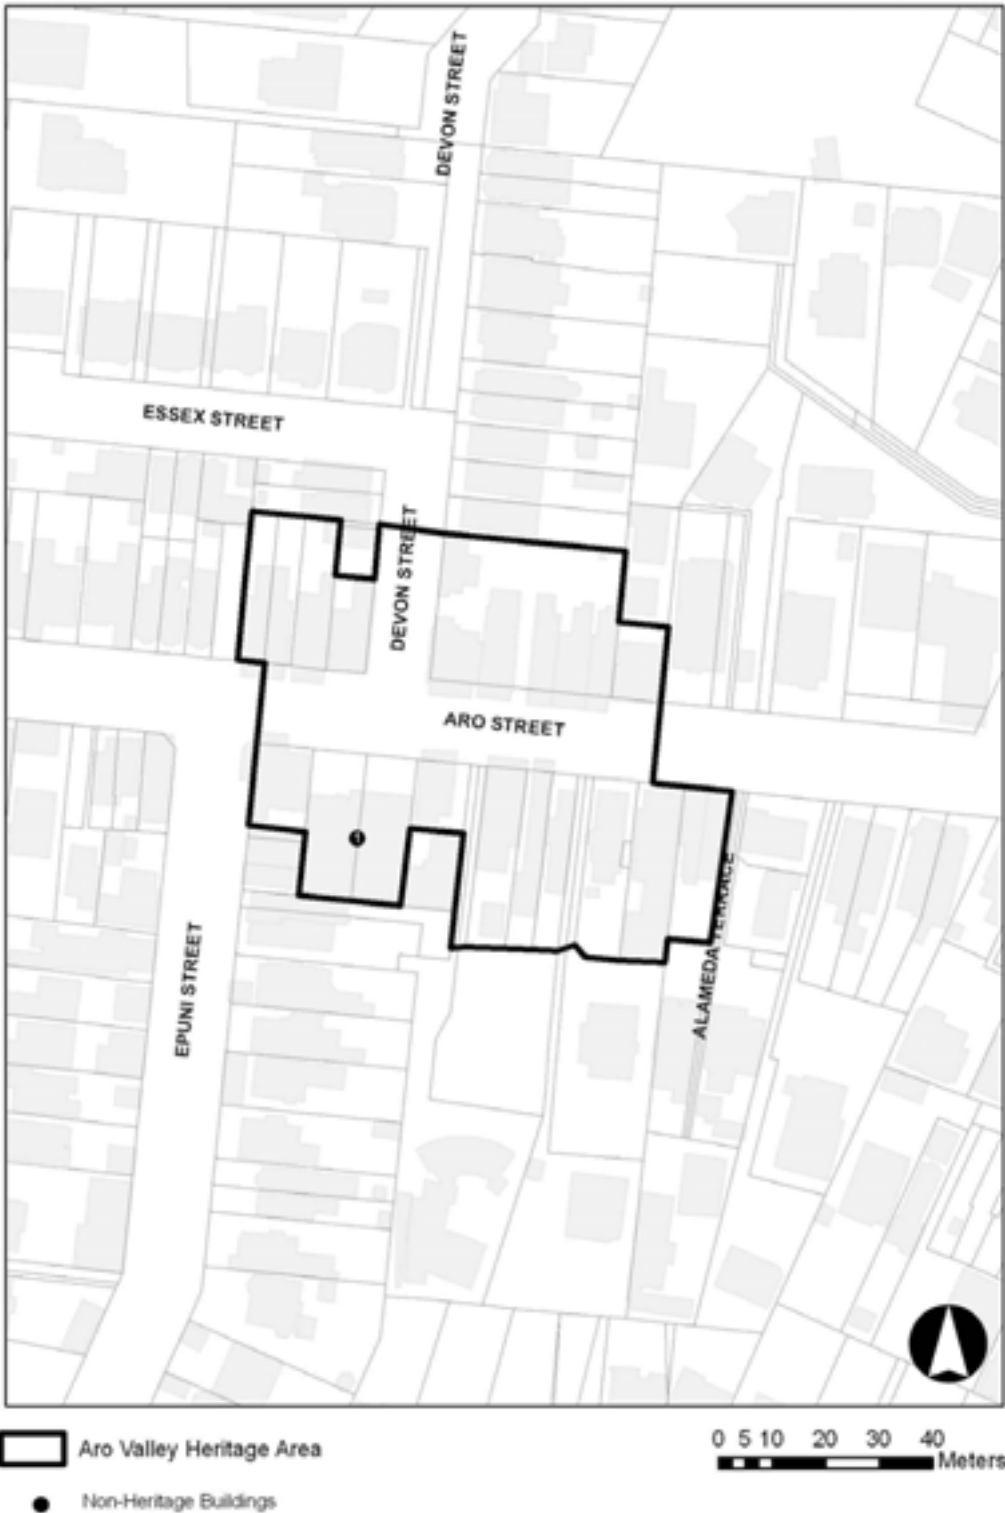 DEVON STREET
ESSEX STREET
DEVON STREET
ARO STREET
1
ALAMEDA TERRACE
EPUNI STREET
Aro Valley Heritage Area
0 5 10 20 30 40
Meters
Non-Heritage Buildings